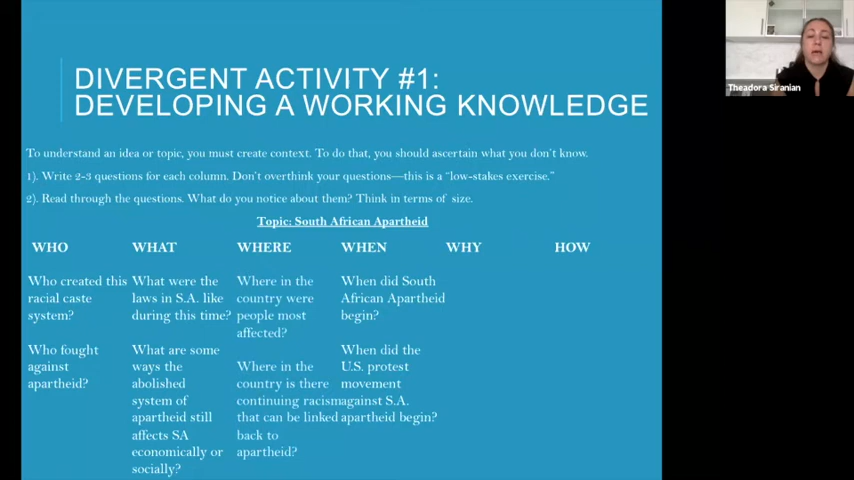 DIVERGENT ACTIVITY #1:
DEVELOPING A WORKING KNOWLEDGE
To understand an idea or topic, you must create context. To do that, you should ascertain what you don't know.
1). Write 2-3 questions for each column. Don't overthink your questions—this is a "low-stakes exercise."
2). Read through the questions. What do you notice about them? Think in terms of size.
Topic: South African Apartheid
WHO
Who created this
racial caste
system?
Who fought
against
apartheid?
WHAT
What were the
laws in S.A. like
during this time?
What are some
ways the
abolished
system of
apartheid still
affects SA
economically or
socially?
WHERE
Where in the
country were
people most
affected?
Where in the
country is there
continuing racism
that can be linked
back to
apartheid?
WHEN
When did South
African Apartheid
begin?
When did the
U.S. protest
movement
against S.A.
apartheid begin?
WHY
HOW
Theadora Siranian